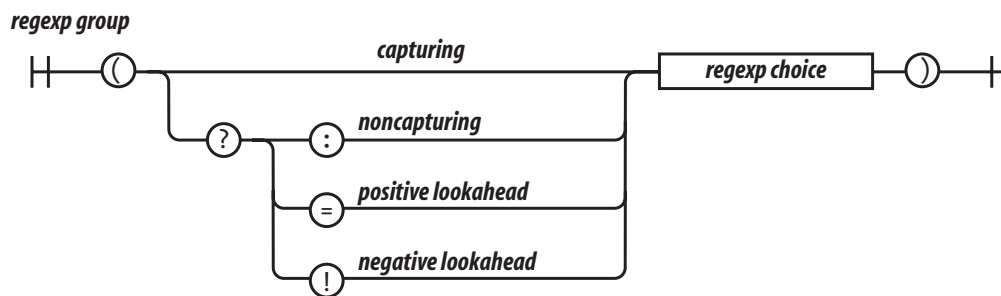 regexp group
( capturing regexp choice )
? : noncapturing
= positive lookahead
! negative lookahead